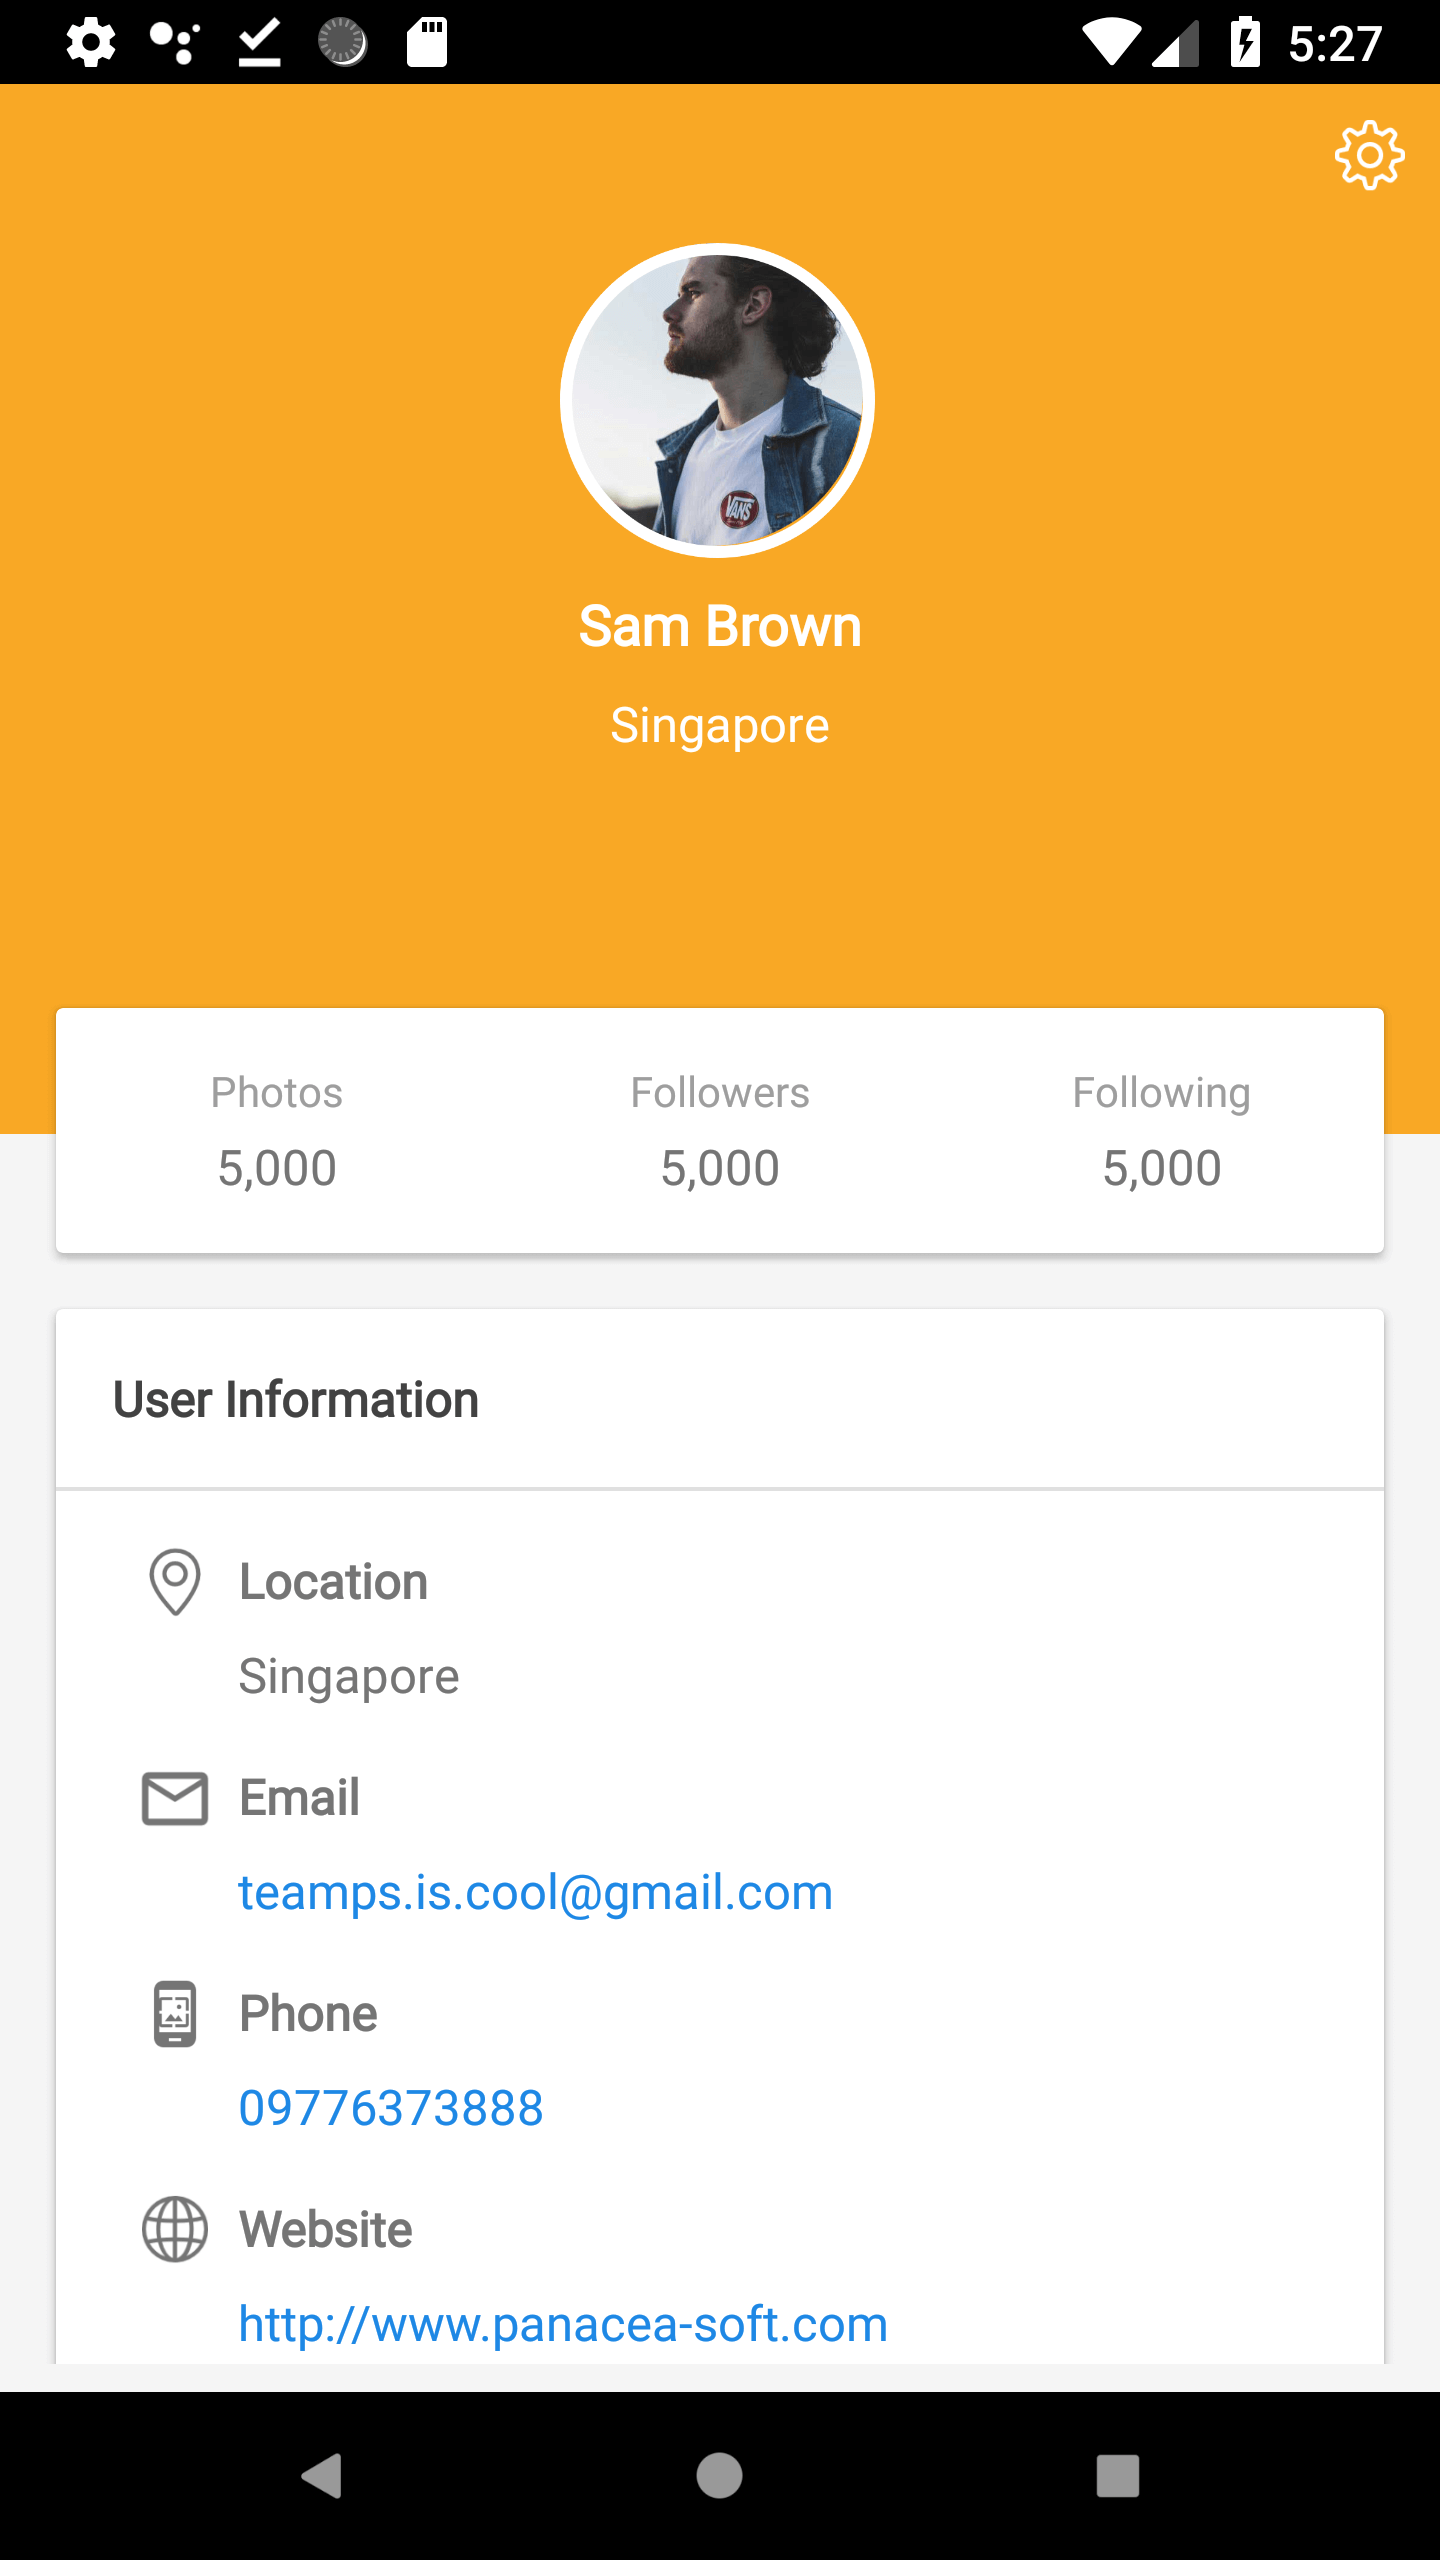 5:27
VANS
Sam Brown
Singapore
Photos Followers Following
5,000 5,000 5,000
User Information
Location
Singapore
Email
teamps.is.cool@gmail.com
Phone
09776373888
Website
http://www.panacea-soft.com